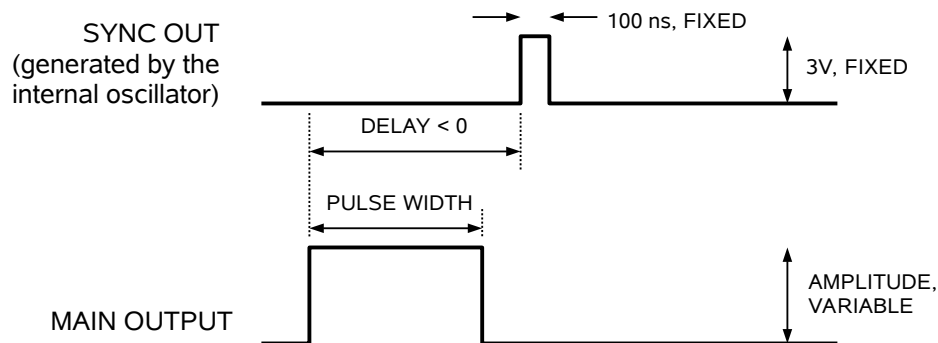 SYNC OUT
(generated by the
internal oscillator)
100 ns, FIXED
3V, FIXED
DELAY < 0
PULSE WIDTH
MAIN OUTPUT
AMPLITUDE,
VARIABLE